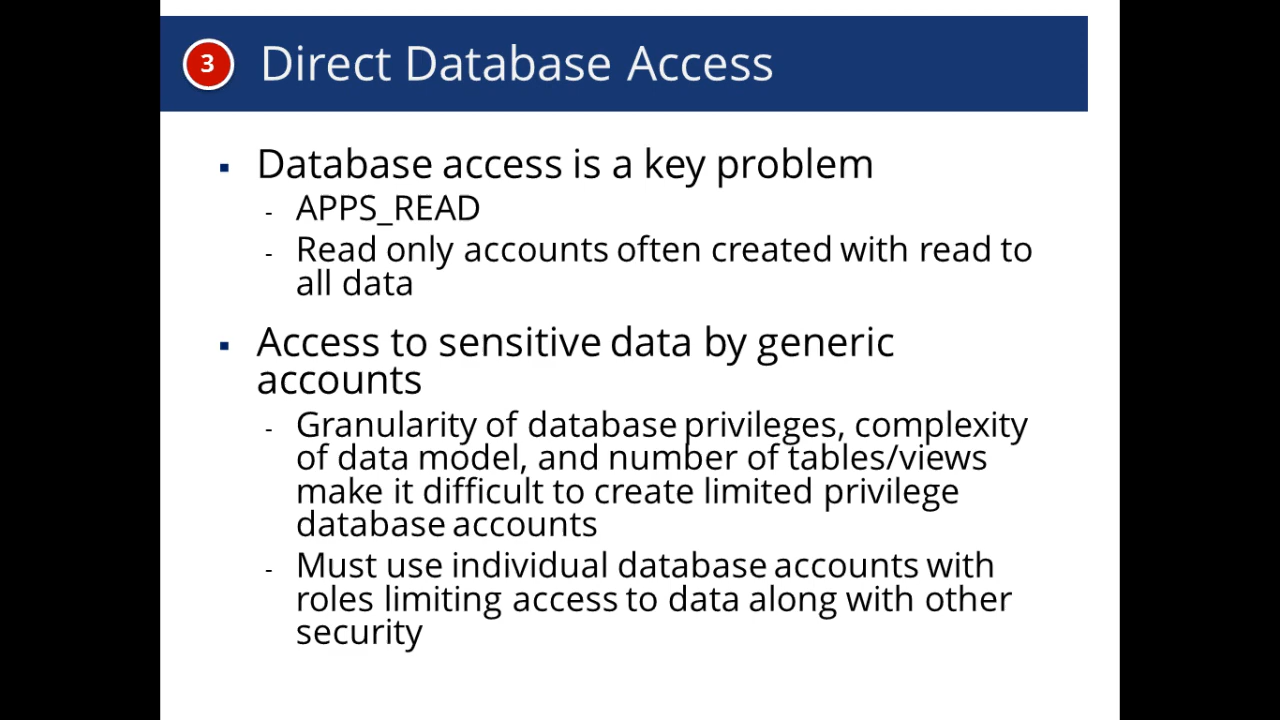 3 Direct Database Access
▪ Database access is a key problem
- APPS_READ
- Read only accounts often created with read to
all data
▪ Access to sensitive data by generic
accounts
- Granularity of database privileges, complexity
of data model, and number of tables/views
make it difficult to create limited privilege
database accounts
- Must use individual database accounts with
roles limiting access to data along with other
security